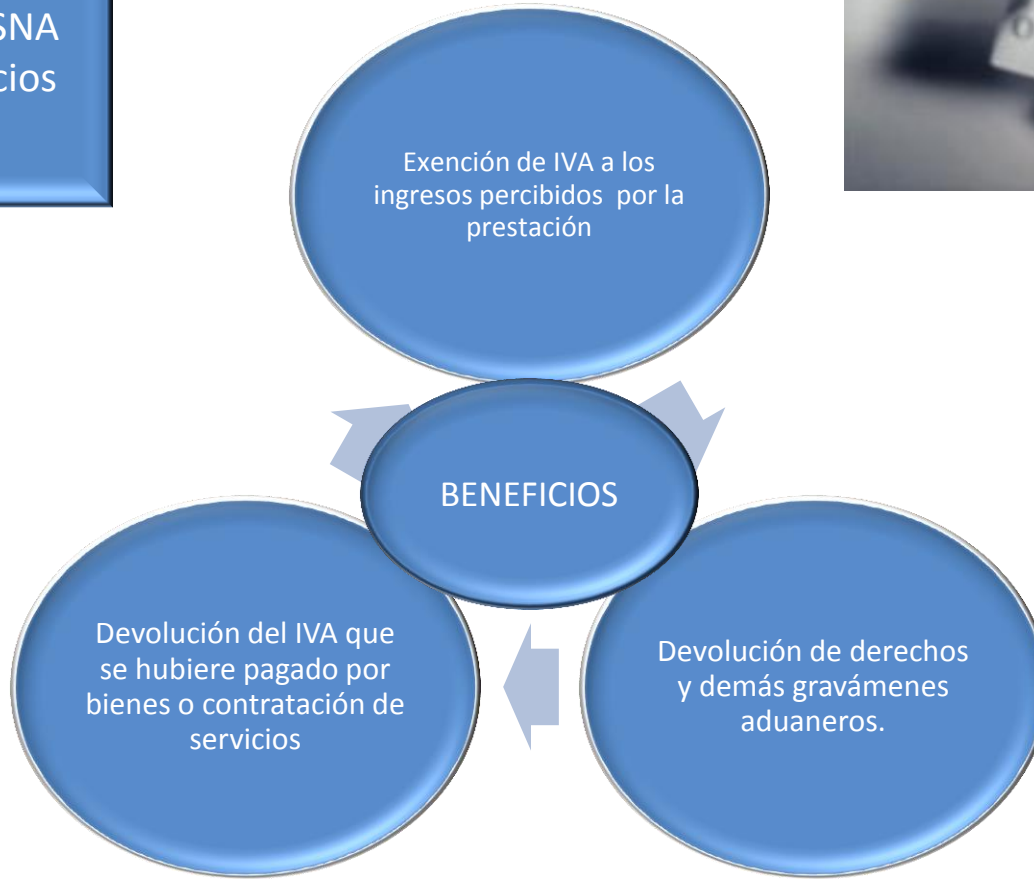 SNA
cios
Exención de IVA a los
ingresos percibidos por la
prestación
BENEFICIOS
Devolución del IVA que
se hubiere pagado por
bienes o contratación de
servicios
Devolución de derechos
y demás gravámenes
aduaneros.